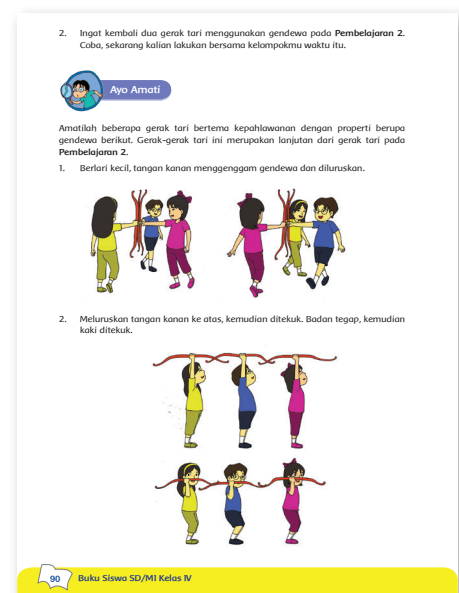 2. Ingat kembali dua gerak tari menggunakan gendewa pada Pembelajaran 2.
Coba, sekarang kalian lakukan bersama kelompokmu waktu itu.
Ayo Amati
Amatilah beberapa gerak tari bertema kepahlawanan dengan properti berupa
gendewa berikut. Gerak-gerak tari ini merupakan lanjutan dari gerak tari pada
Pembelajaran 2.
1. Berlari kecil, tangan kanan menggenggam gendewa dan diluruskan.
2. Meluruskan tangan kanan ke atas, kemudian ditekuk. Badan tegap, kemudian
kaki ditekuk.
90 Buku Siswa SD/MI Kelas IV